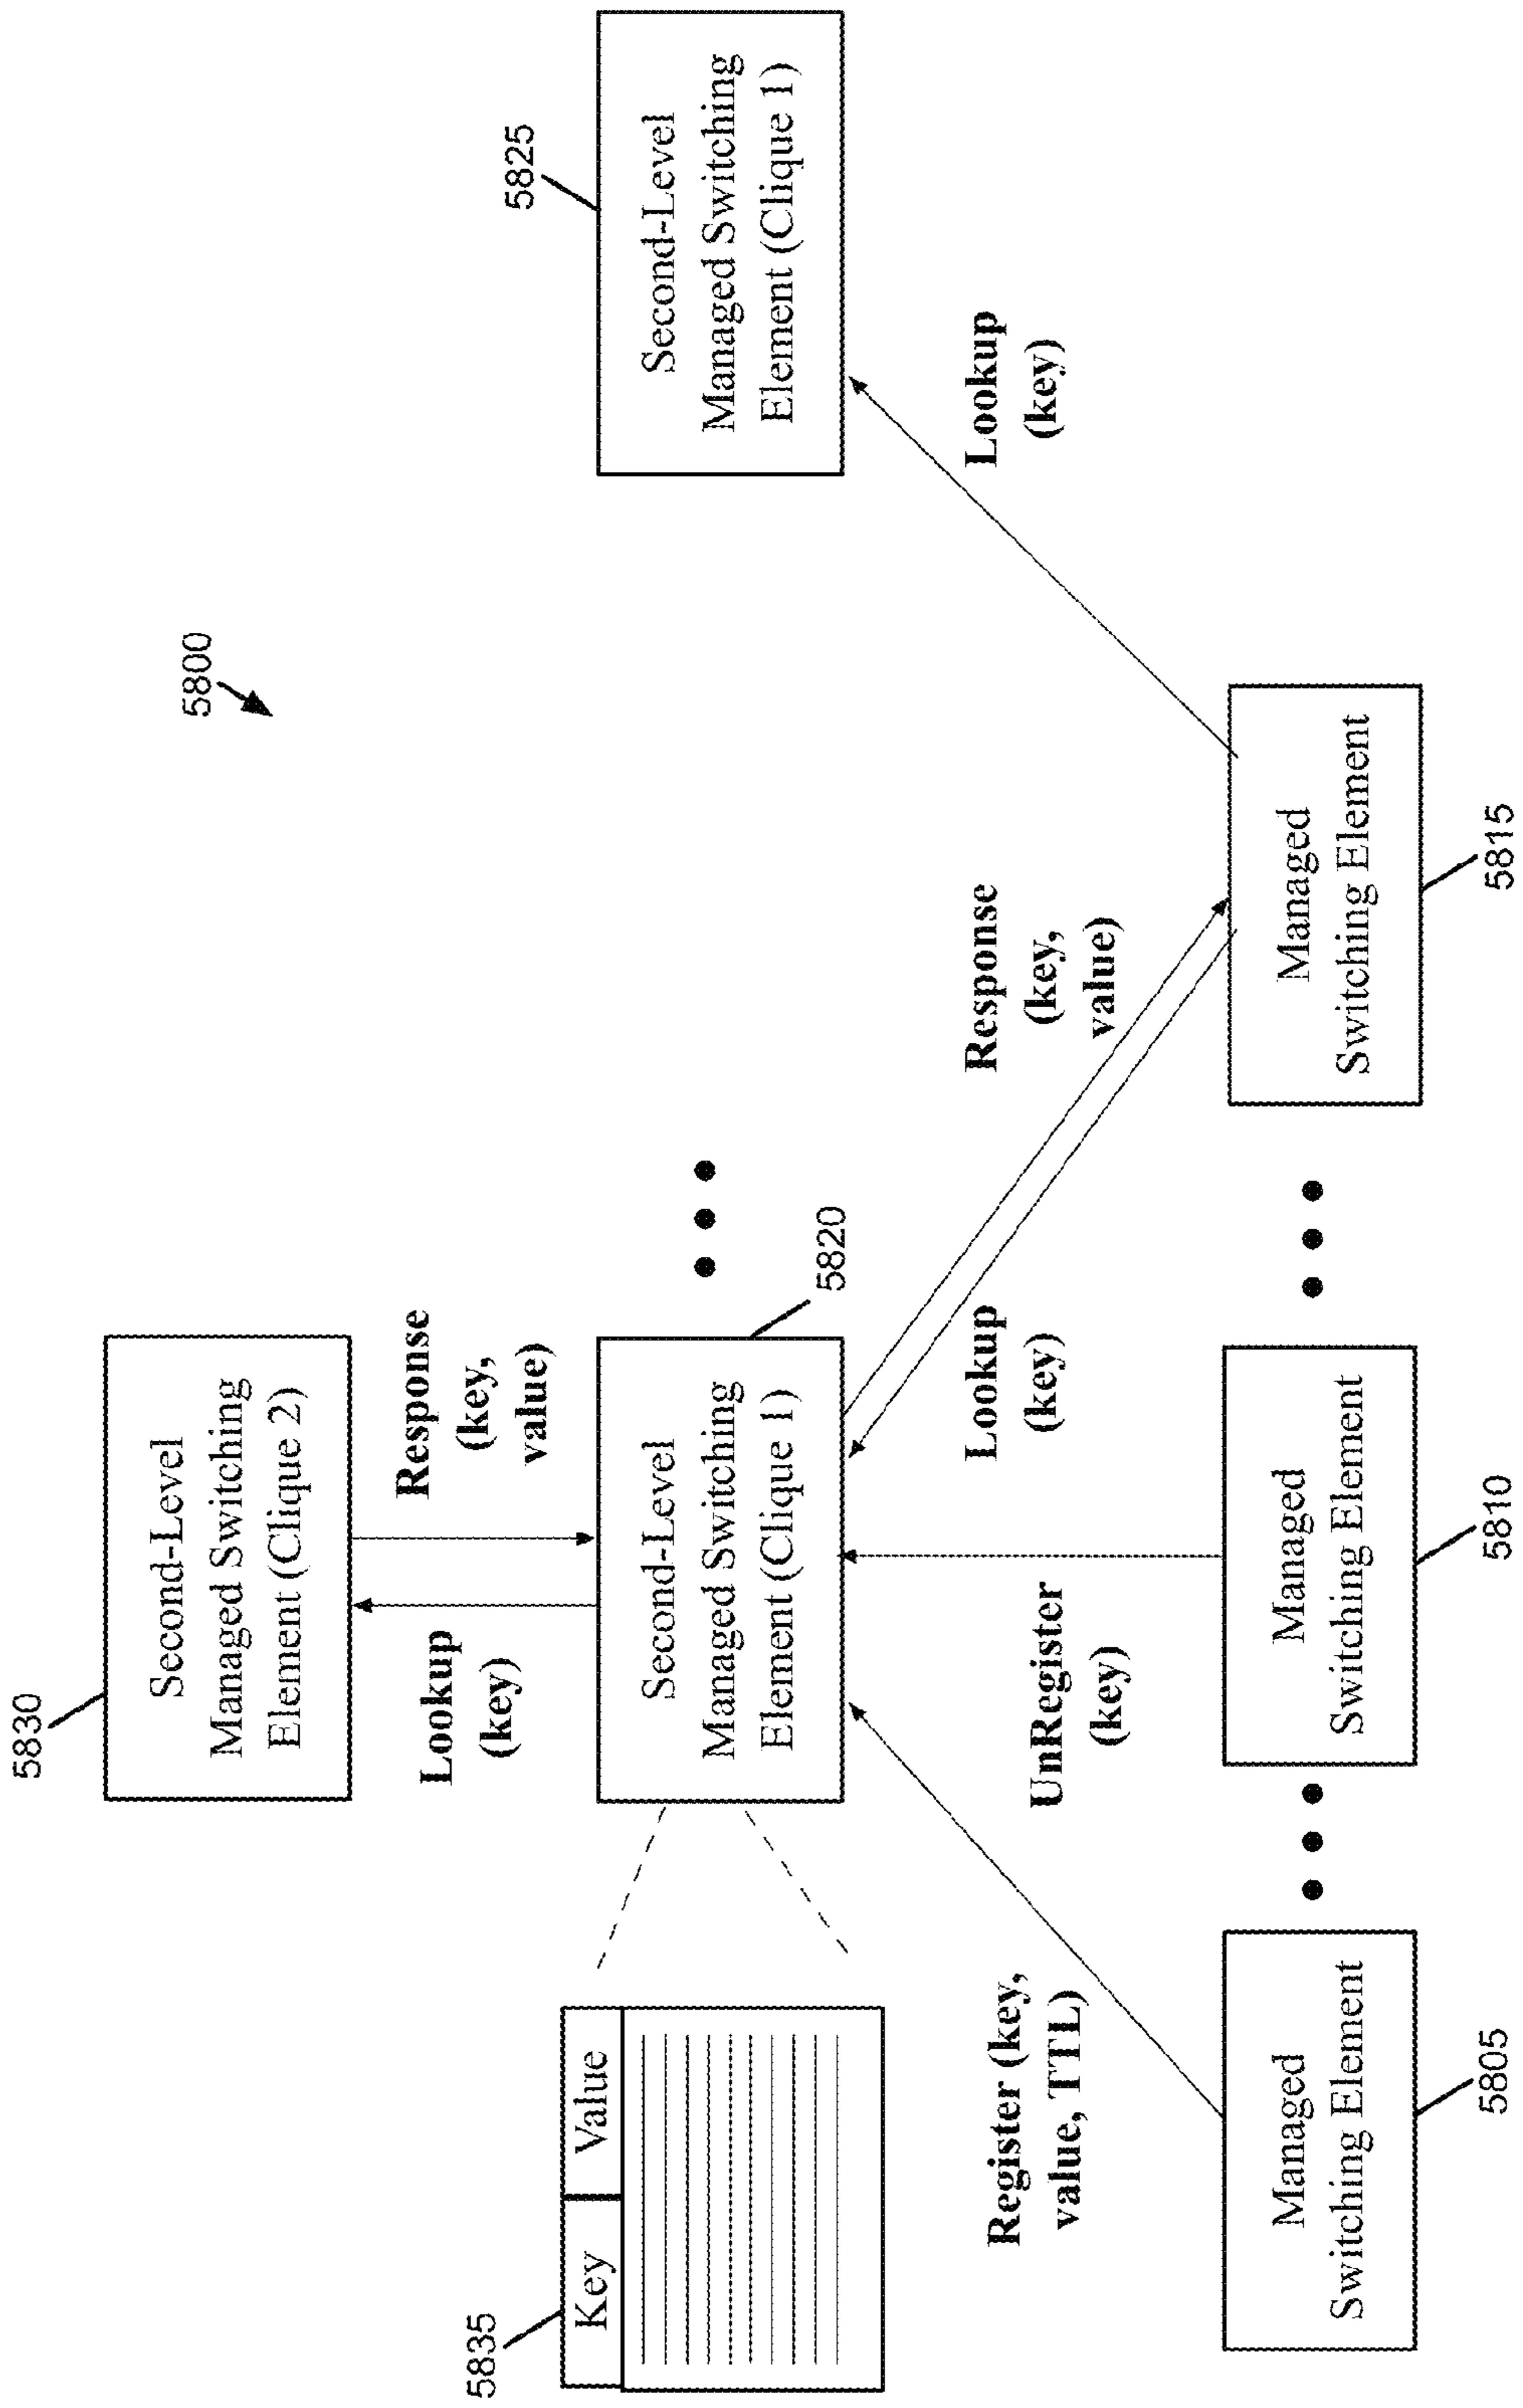 5800
5830
Second-Level
Managed Switching
Element (Clique 2)
Lookup
(key)
Response
(key,
value)
5835
Key
Value
Second-Level
Managed Switching
Element (Clique 1)
5820
5825
Second-Level
Managed Switching
Element (Clique 1)
Register (key,
value, TTL)
UnRegister
(key)
Lookup
(key)
Response
(key,
value)
Lookup
(key)
Managed
Switching Element
5805
Managed
Switching Element
5810
Managed
Switching Element
5815